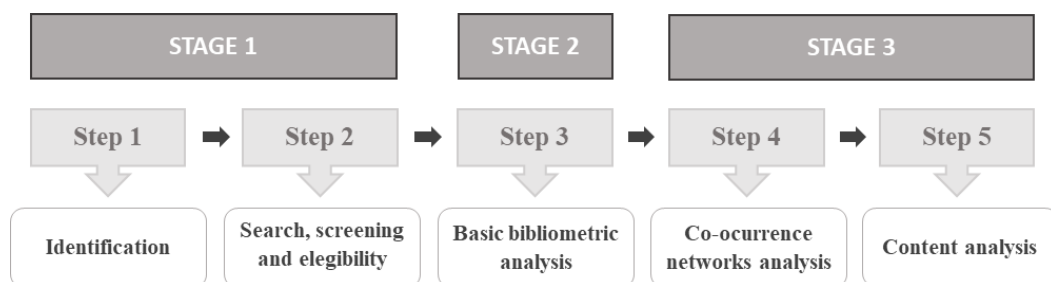 STAGE 1
STAGE 2
STAGE 3
Step 1
Step 2
Step 3
Step 4
Step 5
Identification
Search, screening
and elegibility
Basic bibliometric
analysis
Co-ocurrence
networks analysis
Content analysis